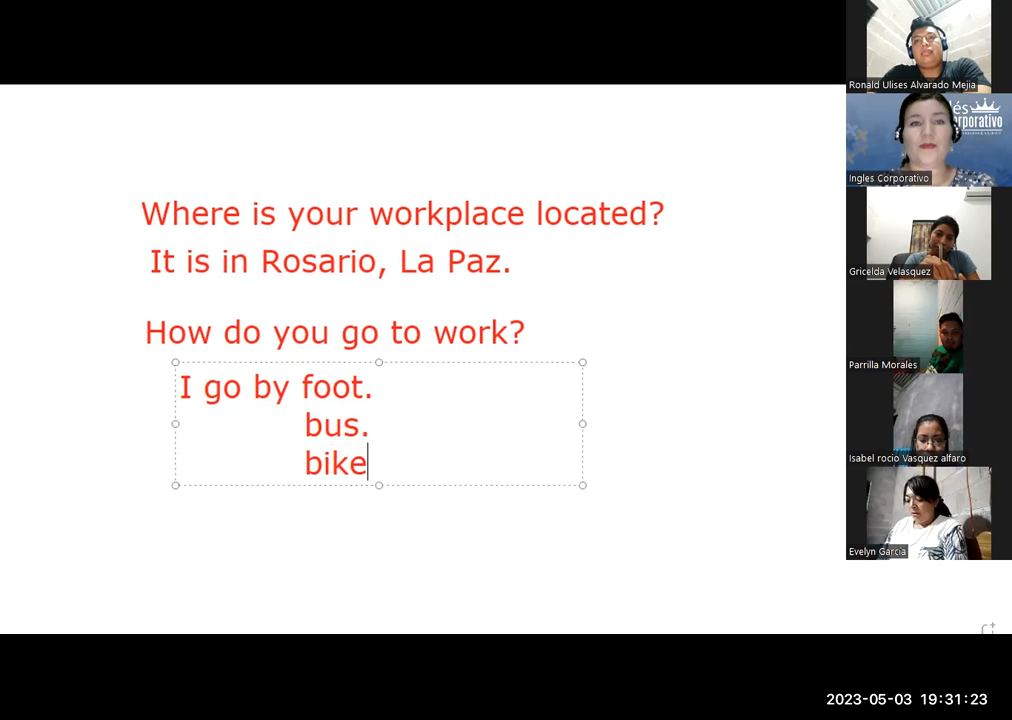 Where is your workplace located?
It is in Rosario, La Paz.
How do you go to work?
I go by foot.
bus.
bike
Ronald Ulises Alvarado Mejia
és
orporativo
Ingles Corporativo
Gricelda Velasquez
Parrilla Morales
Isabel rocio Vasquez alfaro
Evelyn Garcia
2023-05-03 19:31:23